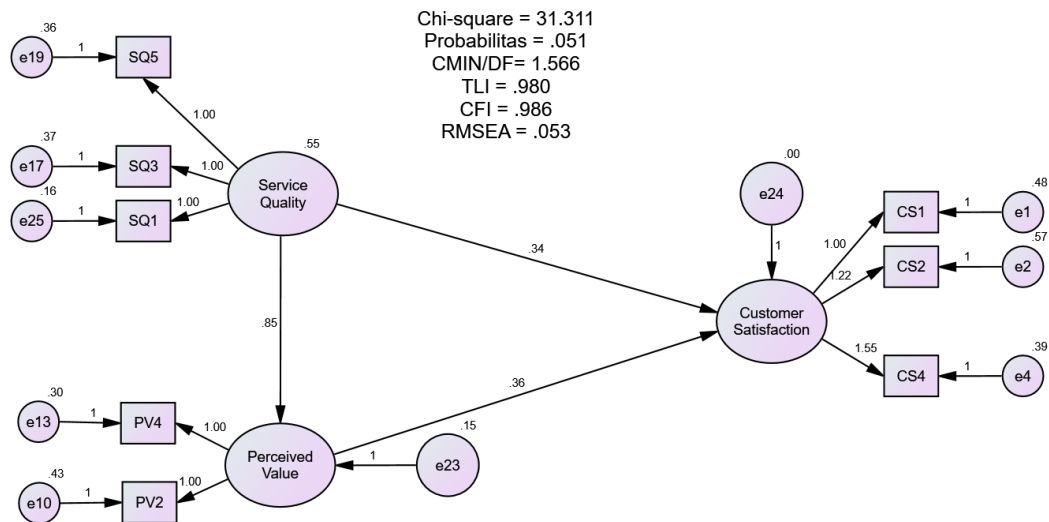 Chi-square = 31.311
Probabilitas = .051
CMIN/DF= 1.566
TLI = .980
CFI = .986
RMSEA = .053
.36
e19
1
SQ5
1.00
.37
e17
1
SQ3
1.00
.16
e25
1
SQ1
1.00
.55
Service
Quality
.00
e24
1
.34
.85
.36
Customer
Satisfaction
1.00
CS1
1
.48
e1
1.22
CS2
1
.57
e2
1.55
CS4
1
.39
e4
.30
e13
1
PV4
1.00
.43
e10
1
PV2
1.00
Perceived
Value
1
.15
e23